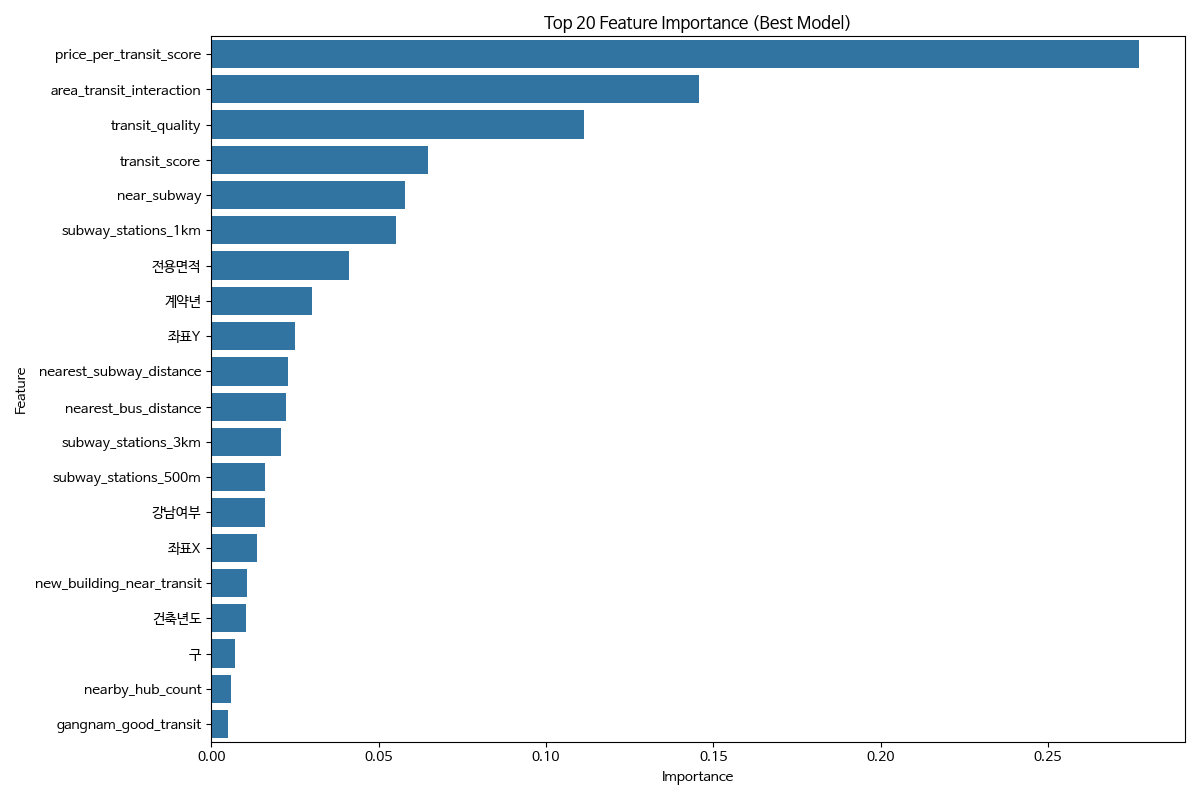 Top 20 Feature Importance (Best Model)
price_per_transit_score
area_transit_interaction
transit_quality
transit_score
near_subway
subway_stations_1km
전용면적
계약년
좌표Y
nearest_subway_distance
nearest_bus_distance
subway_stations_3km
subway_stations_500m
강남여부
좌표X
new_building_near_transit
건축년도
구
nearby_hub_count
gangnam_good_transit
Feature
0.00 0.05 0.10 0.15 0.20 0.25
Importance